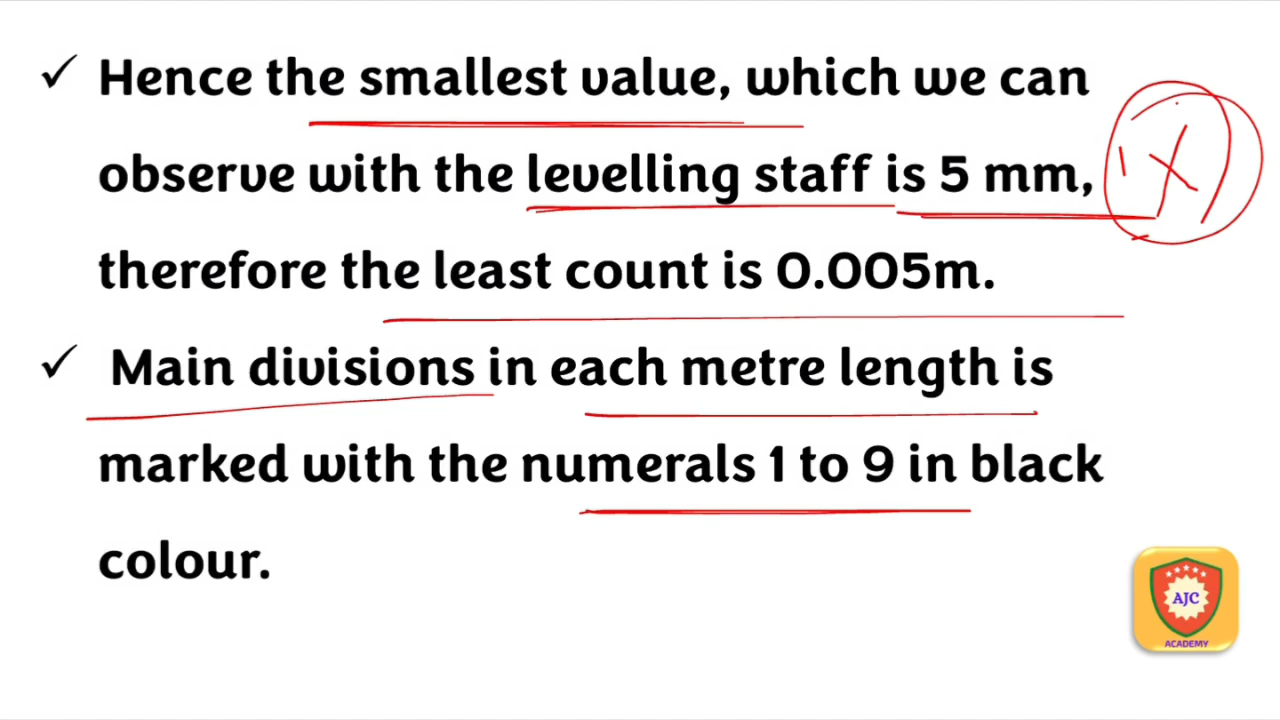 ✓ Hence the smallest value, which we can
observe with the levelling staff is 5 mm,
therefore the least count is 0.005m.
✓ Main divisions in each metre length is
marked with the numerals 1 to 9 in black
colour.
AJC
ACADEMY